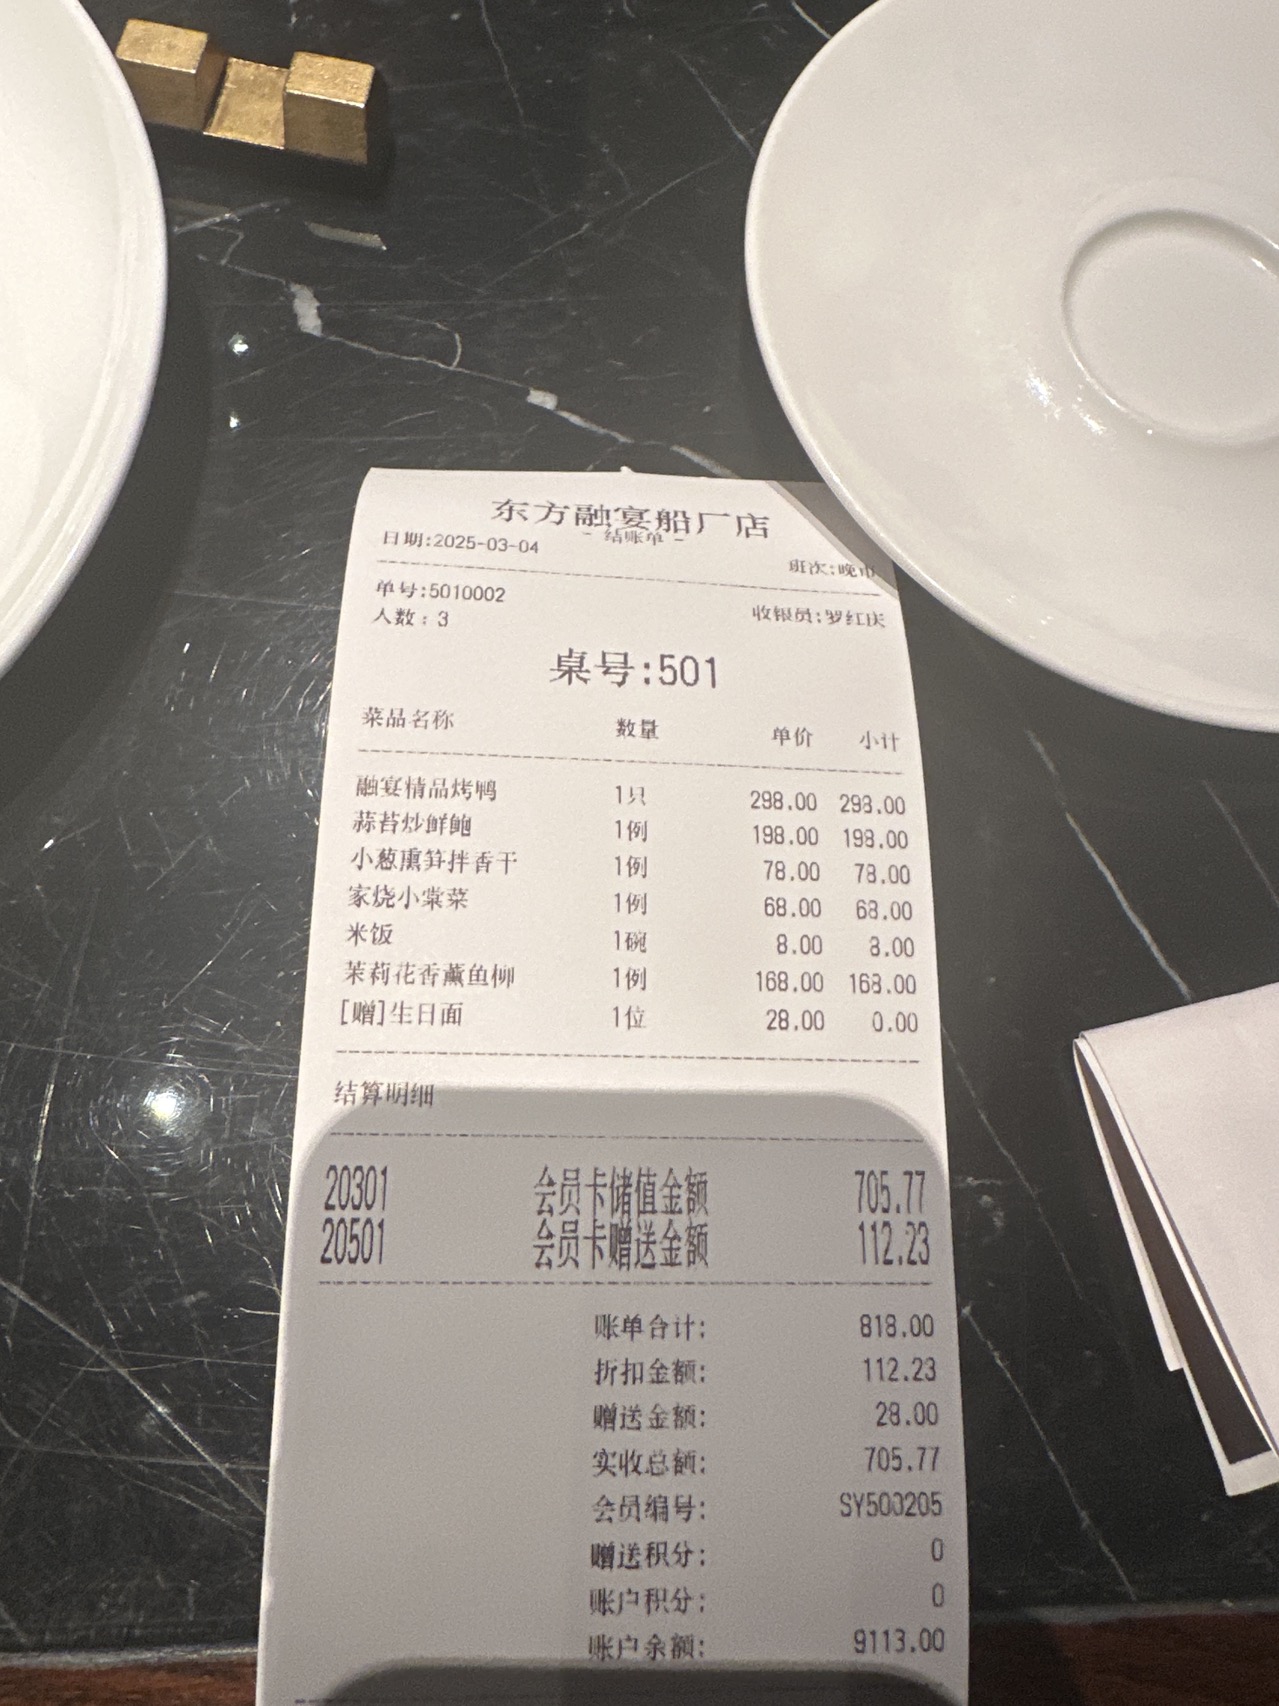 东方融宴船厂店
- 结账单 -
日期:2025-03-04
班次:晚市
单号:5010002
人数: 3 收银员:罗红庆
桌号:501
菜品名称 数量 单价 小计
融宴精品烤鸭 1只 298.00 298.00
蒜苔炒鲜鲍 1例 198.00 198.00
小葱熏笋拌香干 1例 78.00 78.00
家烧小棠菜 1例 68.00 68.00
米饭 1碗 8.00 8.00
茉莉花香薰鱼柳 1例 168.00 168.00
[赠]生日面 1位 28.00 0.00
结算明细
20301 会员卡储值金额 705.77
20501 会员卡赠送金额 112.23
账单合计: 818.00
折扣金额: 112.23
赠送金额: 28.00
实收总额: 705.77
会员编号: SY500205
赠送积分: 0
账户积分: 0
账户余额: 9113.00